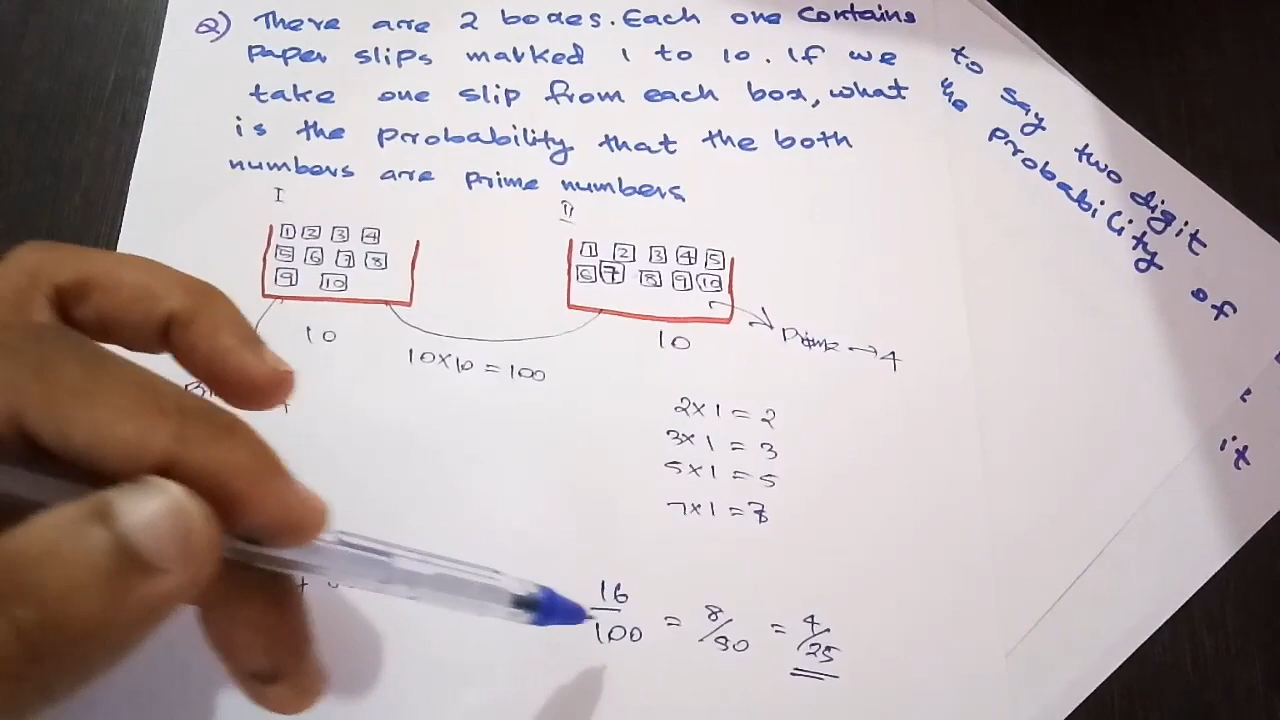 Q) There are 2 boxes. Each one contains
paper slips marked 1 to 10. If we
take one slip from each box, what
is the probability that the both
numbers are prime numbers
I
II
1 2 3 4
5 6 7 8
9 10
1 2 3 4 5
6 7 8 9 10
10
10x10 = 100
10
Prime → 4
2x1 = 2
3x1 = 3
5x1 = 5
7x1 = 7
16/100 = 8/50 = 4/25
to say two digit
the probability of
it